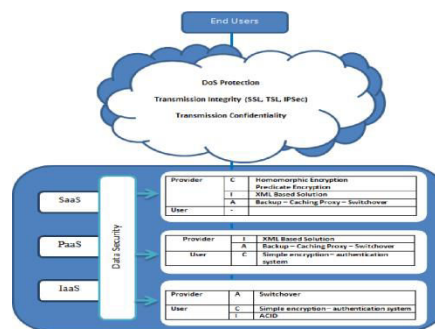 End Users
DoS Protection
Transmission Integrity (SSL, TSL, IPSec)
Transmission Confidentiality
SaaS
PaaS
IaaS
Data Security
Provider C Homomorphic Encryption
Predicate Encryption
I XML Based Solution
A Backup – Caching Proxy – Switchover
User -
Provider I XML Based Solution
A Backup – Caching Proxy – Switchover
User C Simple encryption – authentication
system
Provider A Switchover
User C Simple encryption – authentication system
I ACID